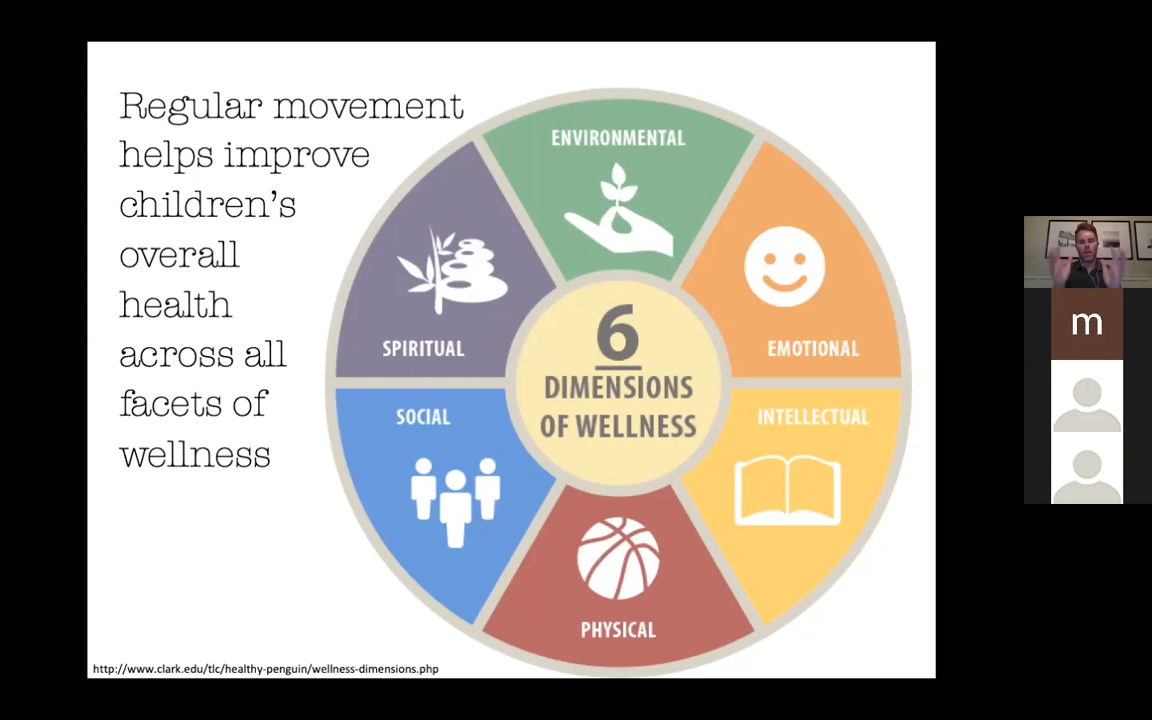 Regular movement
helps improve
children's
overall
health
across all
facets of
wellness
ENVIRONMENTAL
SPIRITUAL
EMOTIONAL
6
DIMENSIONS
OF WELLNESS
SOCIAL
INTELLECTUAL
PHYSICAL
http://www.clark.edu/tlc/healthy-penguin/wellness-dimensions.php
m